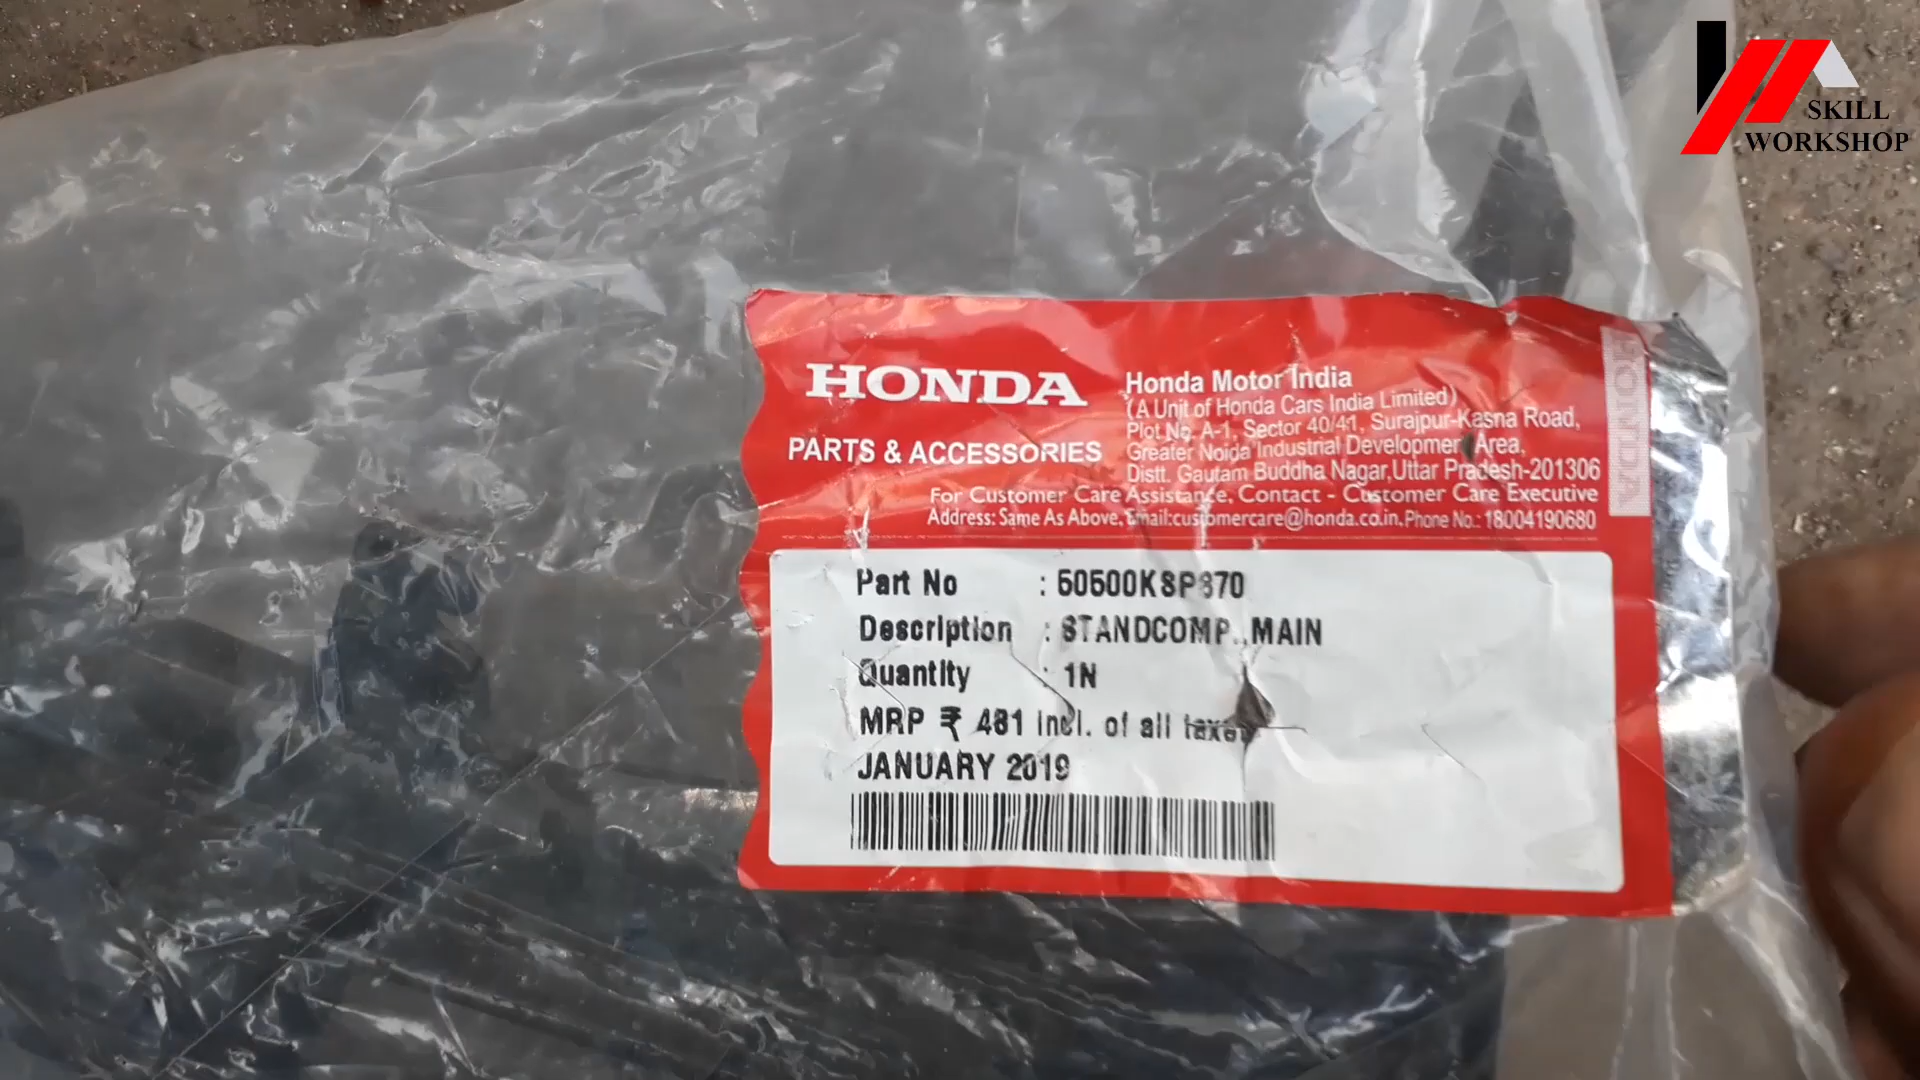 SKILL
WORKSHOP
HONDA
PARTS & ACCESSORIES
Honda Motor India
(A Unit of Honda Cars India Limited)
Plot No. A-1, Sector 40/41, Surajpur-Kasna Road,
Greater Noida Industrial Development Area,
Distt. Gautam Buddha Nagar,Uttar Pradesh-201306
For Customer Care Assistance, Contact - Customer Care Executive
Address: Same As Above, Email:customercare@honda.co.in, Phone No.: 18004190680
HONDA
Part No : 50500KSP870
Description : STANDCOMP.,MAIN
Quantity : 1N
MRP ₹ 481 incl. of all taxes
JANUARY 2019